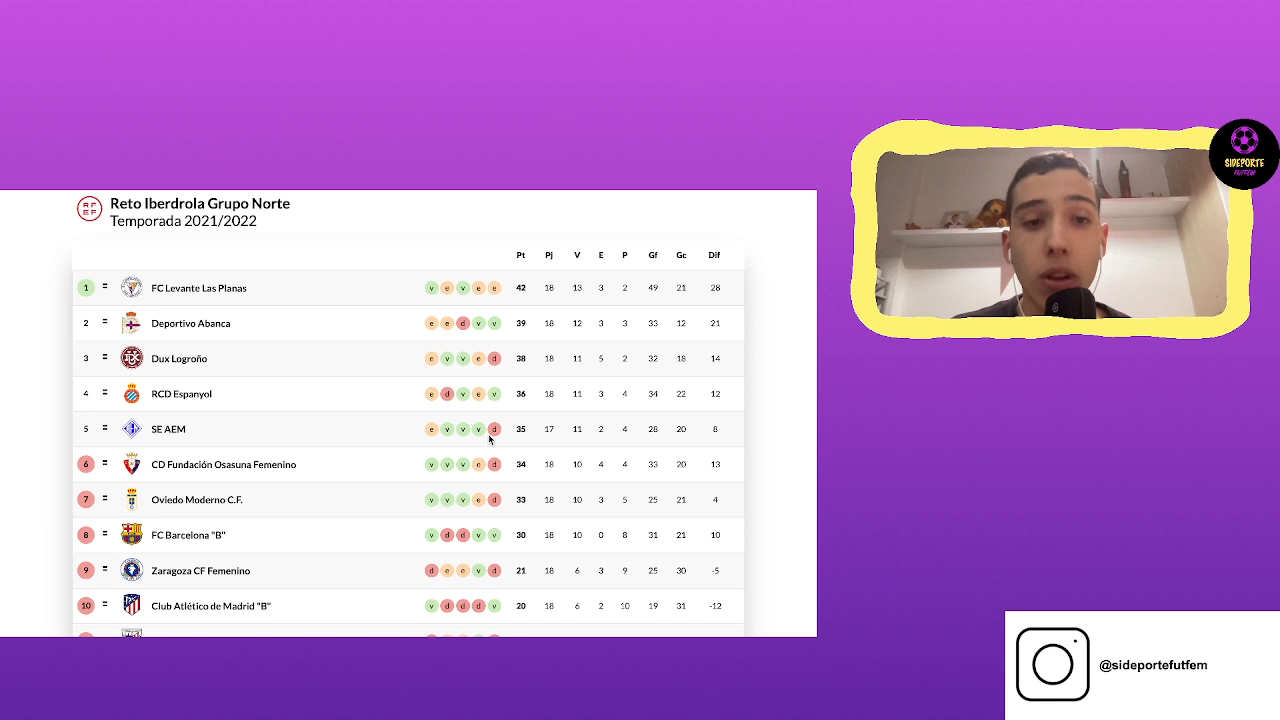 RFEF
Reto Iberdrola Grupo Norte
Temporada 2021/2022
Pt Pj V E P Gf Gc Dif
1 = FC Levante Las Planas v e v e e 42 18 13 3 2 49 21 28
2 = Deportivo Abanca e e d v v 39 18 12 3 3 33 12 21
3 = Dux Logroño e v v e d 38 18 11 5 2 32 18 14
4 = RCD Espanyol e d v e v 36 18 11 3 4 34 22 12
5 = SE AEM e v v v d 35 17 11 2 4 28 20 8
6 = CD Fundación Osasuna Femenino v v v e d 34 18 10 4 4 33 20 13
7 = Oviedo Moderno C.F. v v v e d 33 18 10 3 5 25 21 4
8 = FC Barcelona "B" v d d v v 30 18 10 0 8 31 21 10
9 = Zaragoza CF Femenino d e e v d 21 18 6 3 9 25 30 -5
10 = Club Atlético de Madrid "B" v d d d v 20 18 6 2 10 19 31 -12
SIDEPORTE
FUTFEM
@sideportefutfem